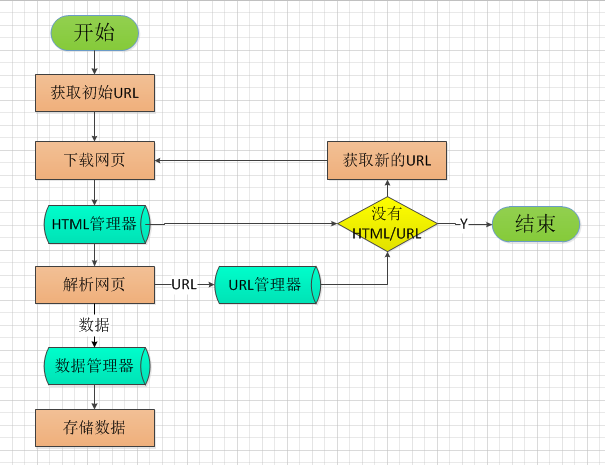 开始
获取初始URL
下载网页
获取新的URL
HTML管理器
没有
HTML/URL
Y
结束
解析网页
URL
URL管理器
数据
数据管理器
存储数据